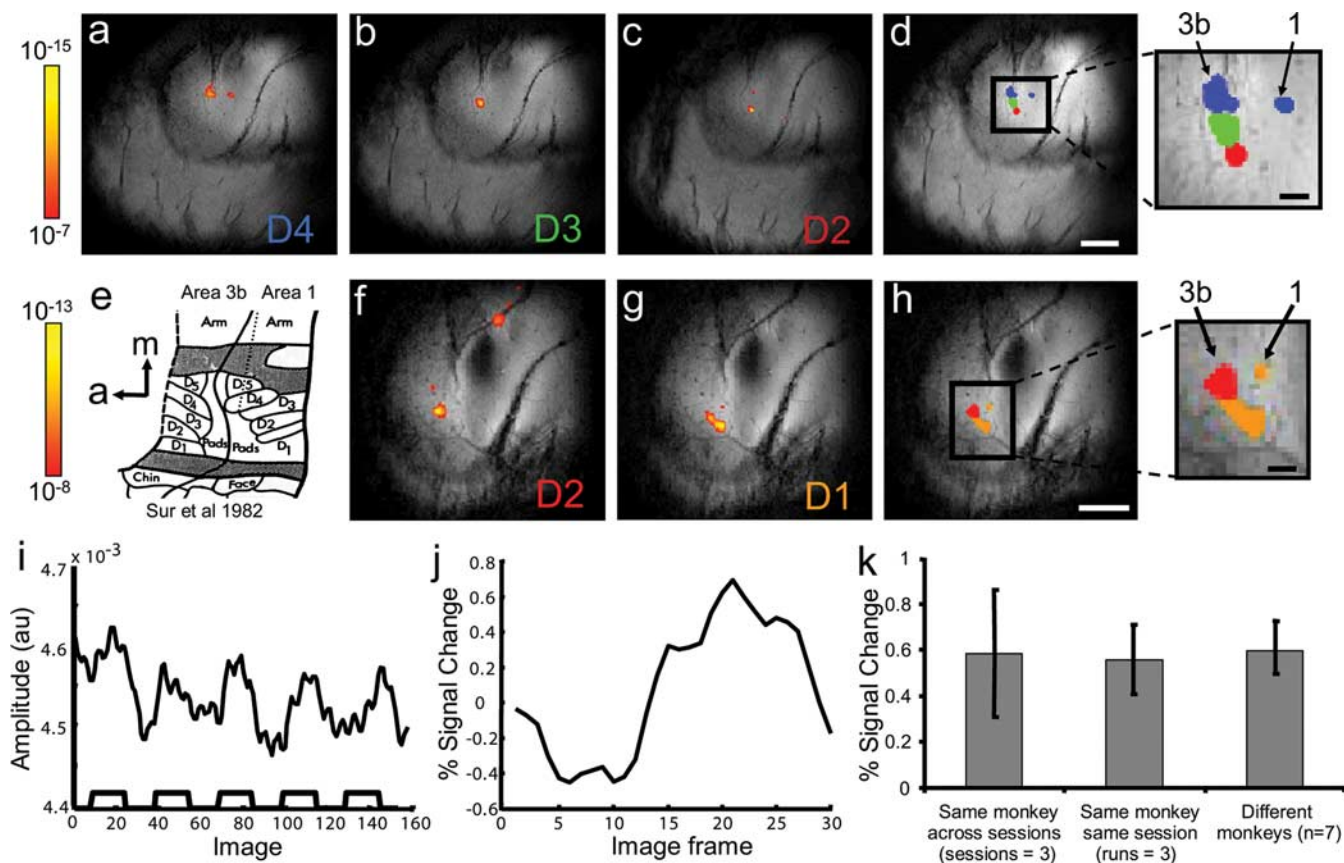 10-15
10-7
a
D4
b
D3
c
D2
d
3b
1
10-13
10-8
e
Area 3b
Area 1
Arm
Arm
m
a
D5
D4
D3
D2
D1
Pads
Pads
D5
D4
D3
D2
D1
Chin
Face
Sur et al 1982
f
D2
g
D1
h
3b
1
i
x 10-3
4.7
4.6
4.5
4.4
Amplitude (au)
0
20
40
60
80
100
120
140
160
Image
j
0.8
0.6
0.4
0.2
0
-0.2
-0.4
-0.6
% Signal Change
0
5
10
15
20
25
30
Image frame
k
1
0.8
0.6
0.4
0.2
0
% Signal Change
Same monkey
across sessions
(sessions = 3)
Same monkey
same session
(runs = 3)
Different
monkeys (n=7)